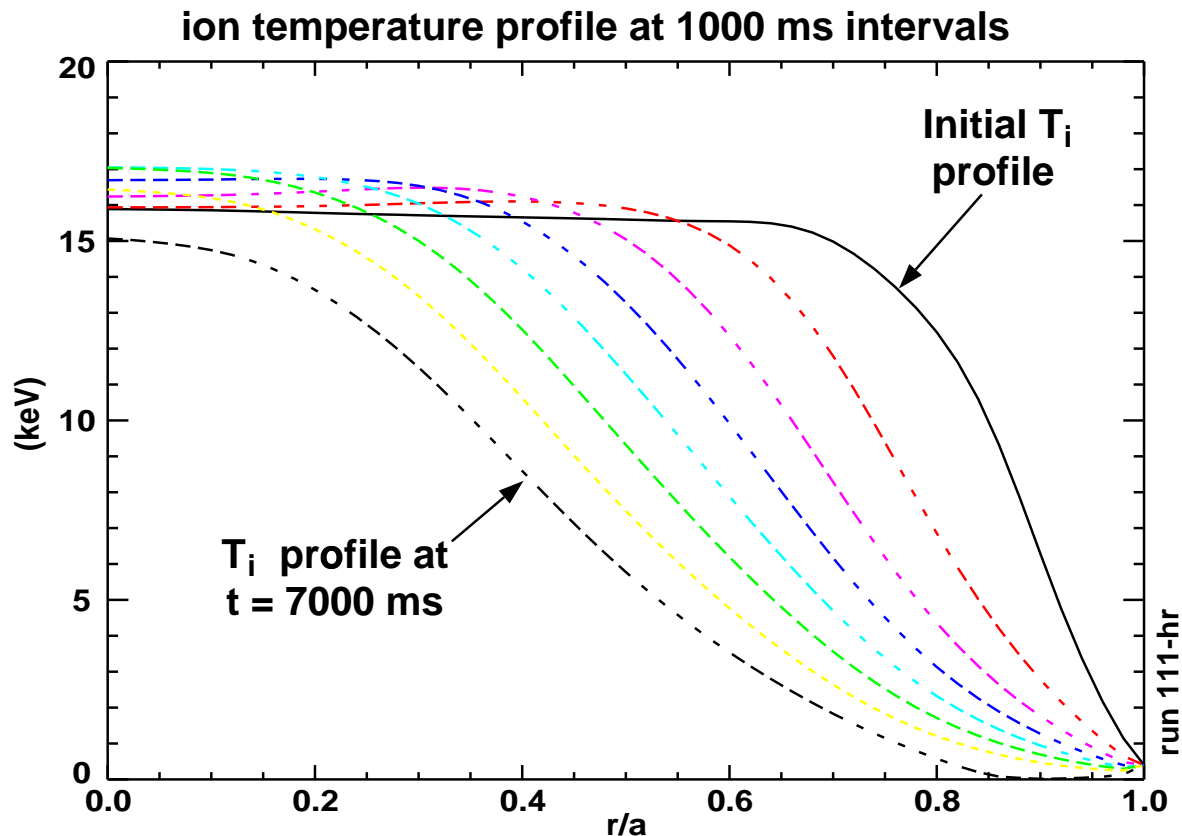 ion temperature profile at 1000 ms intervals
20
15
10
5
0
(keV)
Initial Ti
profile
Ti profile at
t = 7000 ms
0.0
0.2
0.4
0.6
0.8
1.0
r/a
run 111-hr